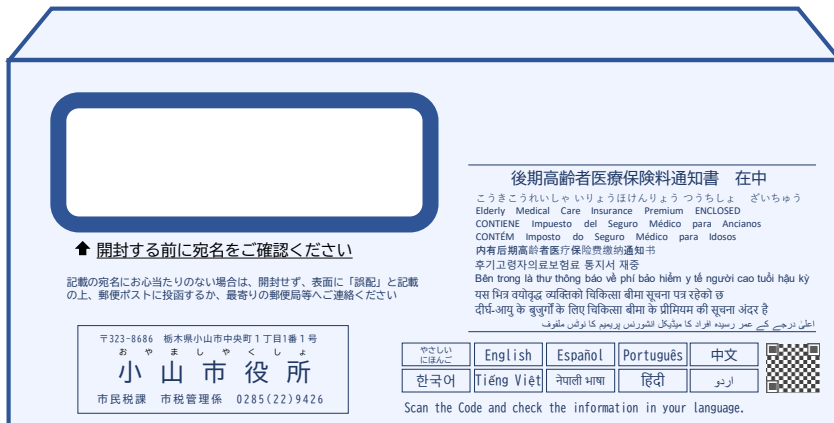 後期高齢者医療保険料通知書　在中
こうきこうれいしゃ いりょうほけんりょう つうちしょ　ざいちゅう
Elderly Medical Care Insurance Premium ENCLOSED
CONTIENE Impuesto del Seguro Médico para Ancianos
CONTÉM Imposto do Seguro Médico para Idosos
内有后期高龄者医疗保险费缴纳通知书
후기고령자의료보험료 통지서 재중
Bên trong là thư thông báo về phí bảo hiểm y tế người cao tuổi hậu kỳ
यस भित्र वयोवृद्ध व्यक्तिको चिकित्सा बीमा सूचना पत्र रहेको छ
दीर्घ-आयु के बुजुर्गों के लिए चिकित्सा बीमा के प्रीमियम की सूचना अंदर है
اعلیٰ درجے کے عمر رسیدہ افراد کا میڈیکل انشورنس پریمیم کا نوٹس ملفوف
⬆ 開封する前に宛名をご確認ください
記載の宛名にお心当たりのない場合は、開封せず、表面に「誤配」と記載
の上、郵便ポストに投函するか、最寄りの郵便局等へご連絡ください
〒323-8686　栃木県小山市中央町１丁目1番１号
おやましやくしょ
小山市役所
市民税課　市税管理係　0285(22)9426
やさしい
にほんご
English
Español
Português
中文
한국어
Tiếng Việt
नेपाली भाषा
हिंदी
اردو
Scan the Code and check the information in your language.